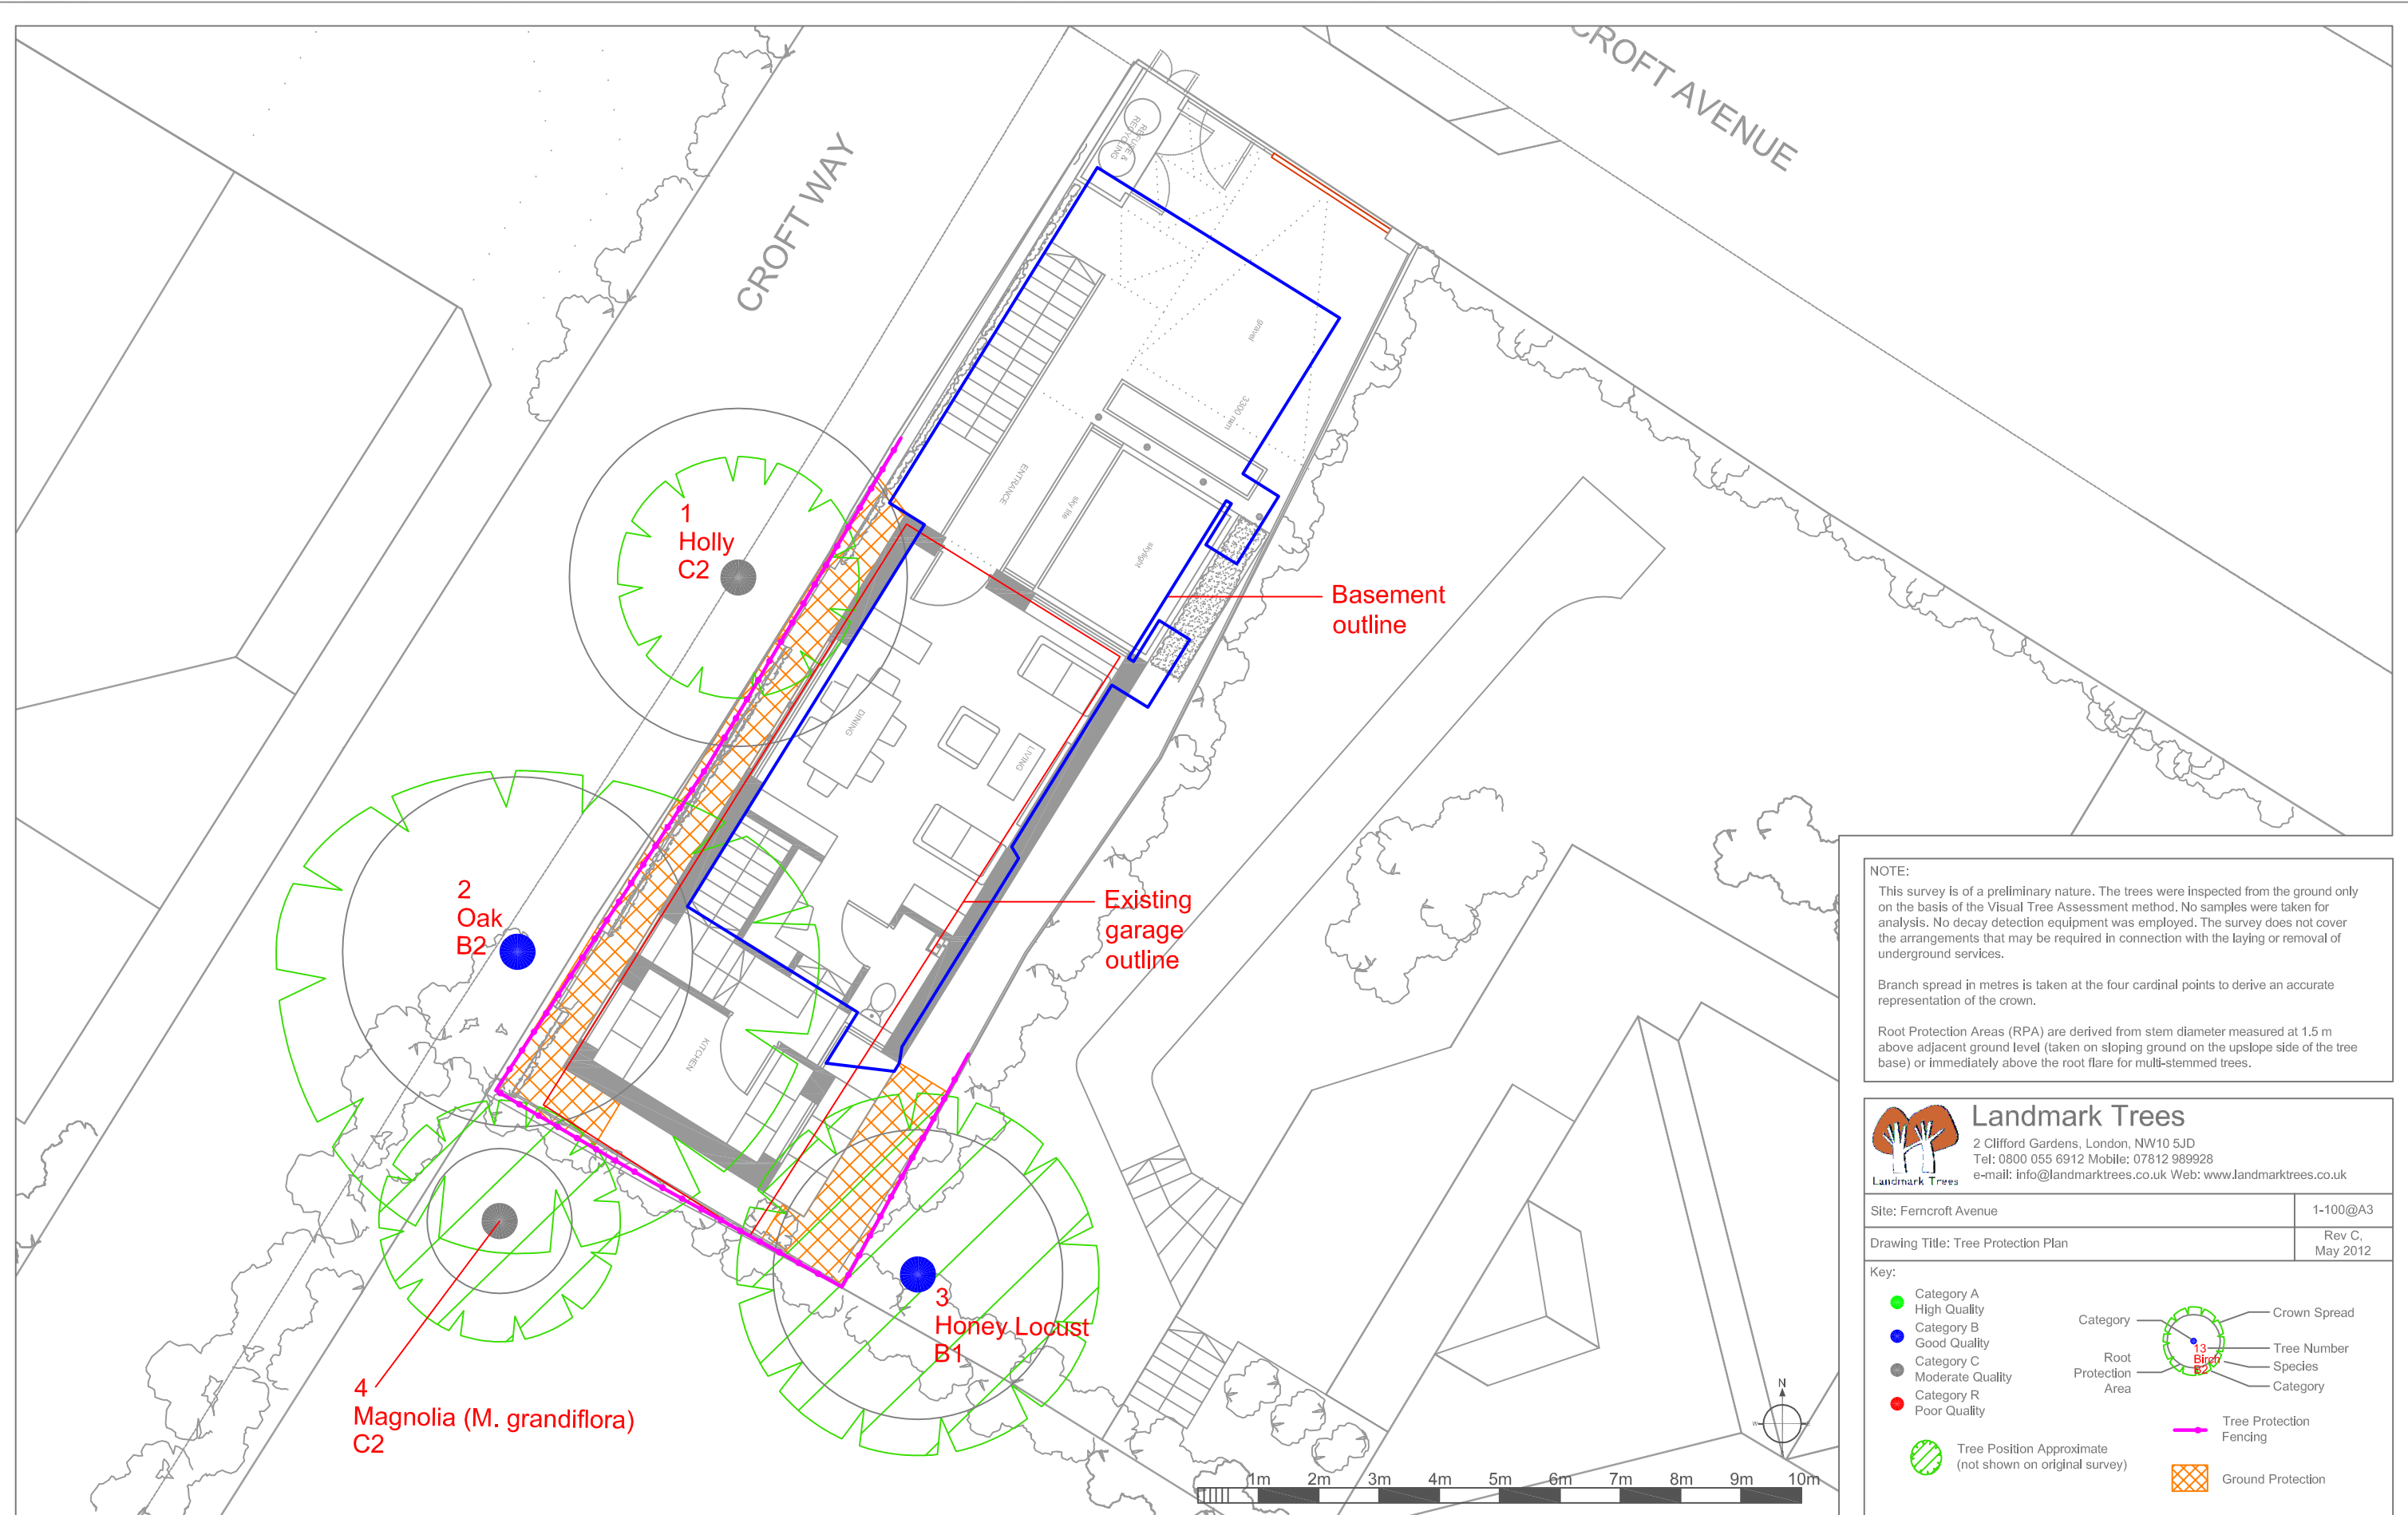 CROFT AVENUE
CROFT WAY
REFUSE &
RECYCLING
gravel
3300 mm
ENTRANCE
sky lite
skylight
1
Holly
C2
Basement
outline
DINING
LIVING
2
Oak
B2
Existing
garage
outline
KITCHEN
3
Honey Locust
B1
4
Magnolia (M. grandiflora)
C2
1m 2m 3m 4m 5m 6m 7m 8m 9m 10m
N
NOTE:
This survey is of a preliminary nature. The trees were inspected from the ground only
on the basis of the Visual Tree Assessment method. No samples were taken for
analysis. No decay detection equipment was employed. The survey does not cover
the arrangements that may be required in connection with the laying or removal of
underground services.
Branch spread in metres is taken at the four cardinal points to derive an accurate
representation of the crown.
Root Protection Areas (RPA) are derived from stem diameter measured at 1.5 m
above adjacent ground level (taken on sloping ground on the upslope side of the tree
base) or immediately above the root flare for multi-stemmed trees.
Landmark Trees
Landmark Trees
2 Clifford Gardens, London, NW10 5JD
Tel: 0800 055 6912 Mobile: 07812 989928
e-mail: info@landmarktrees.co.uk Web: www.landmarktrees.co.uk
Site: Ferncroft Avenue
1-100@A3
Drawing Title: Tree Protection Plan
Rev C,
May 2012
Key:
Category A
High Quality
Category B
Good Quality
Category C
Moderate Quality
Category R
Poor Quality
Tree Position Approximate
(not shown on original survey)
Category
Root
Protection
Area
13
Birch
B2
Crown Spread
Tree Number
Species
Category
Tree Protection
Fencing
Ground Protection